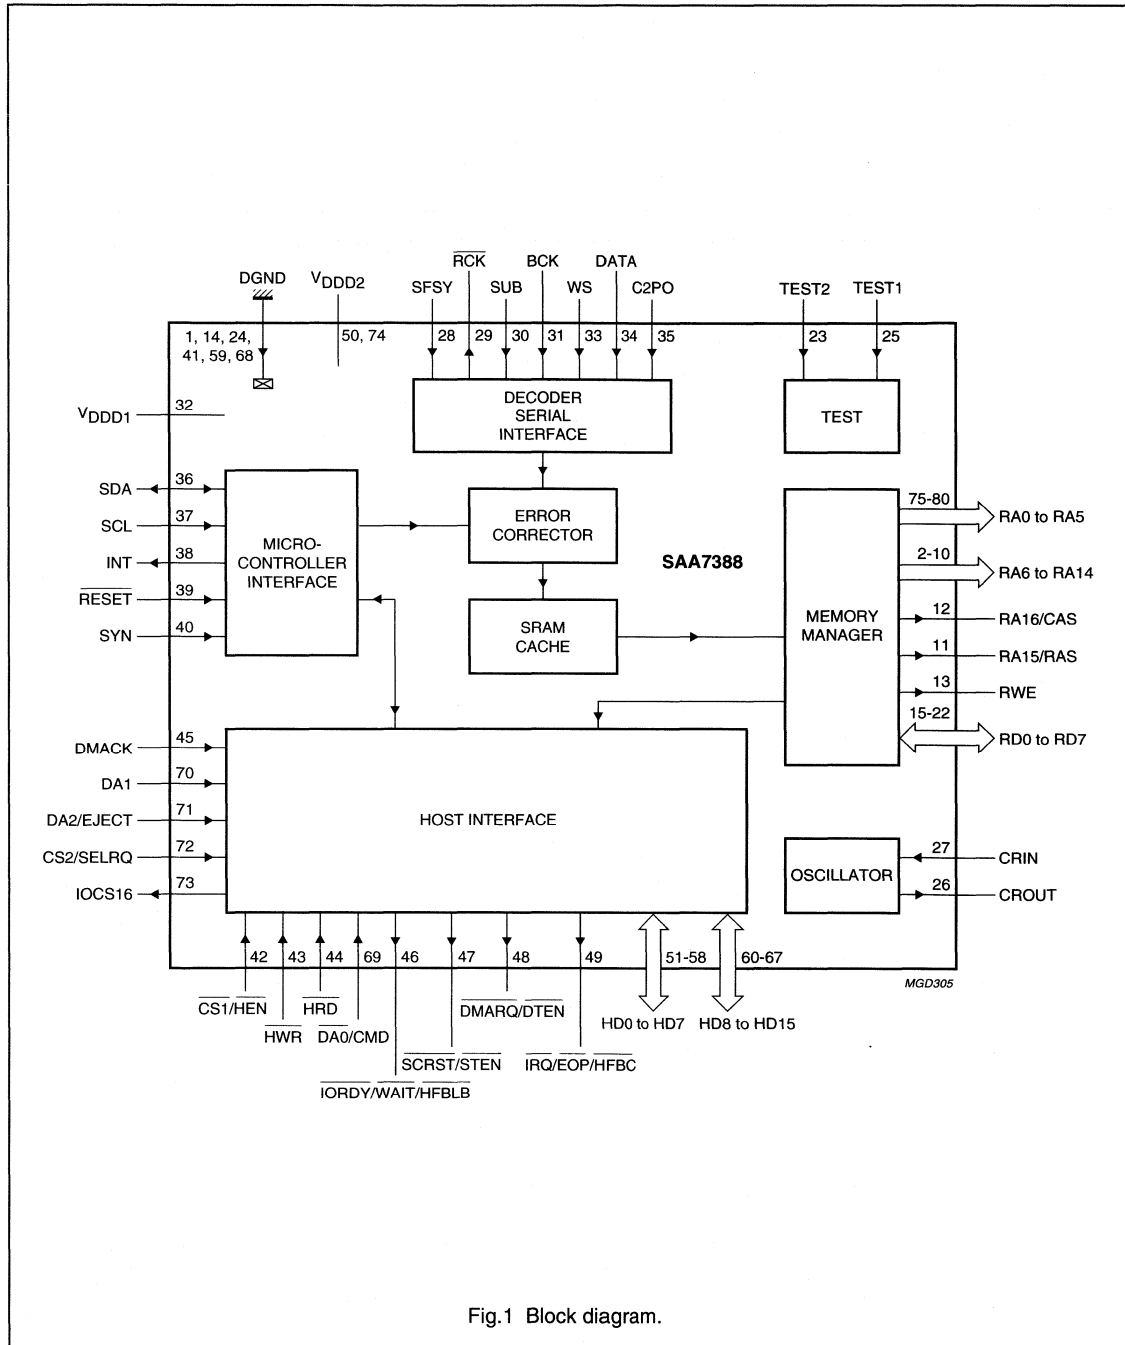 RCK BCK DATA
DGND VDDD2 SFSY SUB WS C2PO TEST2 TEST1
1, 14, 24, 50, 74 28 29 30 31 33 34 35 23 25
41, 59, 68
DECODER
SERIAL
INTERFACE
TEST
VDDD1 32
SDA 36
SCL 37
INT 38
RESET 39
SYN 40
MICRO-
CONTROLLER
INTERFACE
ERROR
CORRECTOR
SAA7388
SRAM
CACHE
MEMORY
MANAGER
75-80 RA0 to RA5
2-10 RA6 to RA14
12 RA16/CAS
11 RA15/RAS
13 RWE
15-22 RD0 to RD7
DMACK 45
DA1 70
DA2/EJECT 71
CS2/SELRQ 72
IOCS16 73
HOST INTERFACE
OSCILLATOR
27 CRIN
26 CROUT
42 43 44 69 46 47 48 49 51-58 60-67
MGD305
CS1/HEN HRD DMARQ/DTEN HD0 to HD7 HD8 to HD15
HWR DA0/CMD
SCRST/STEN IRQ/EOP/HFBC
IORDY/WAIT/HFBLB
Fig.1 Block diagram.